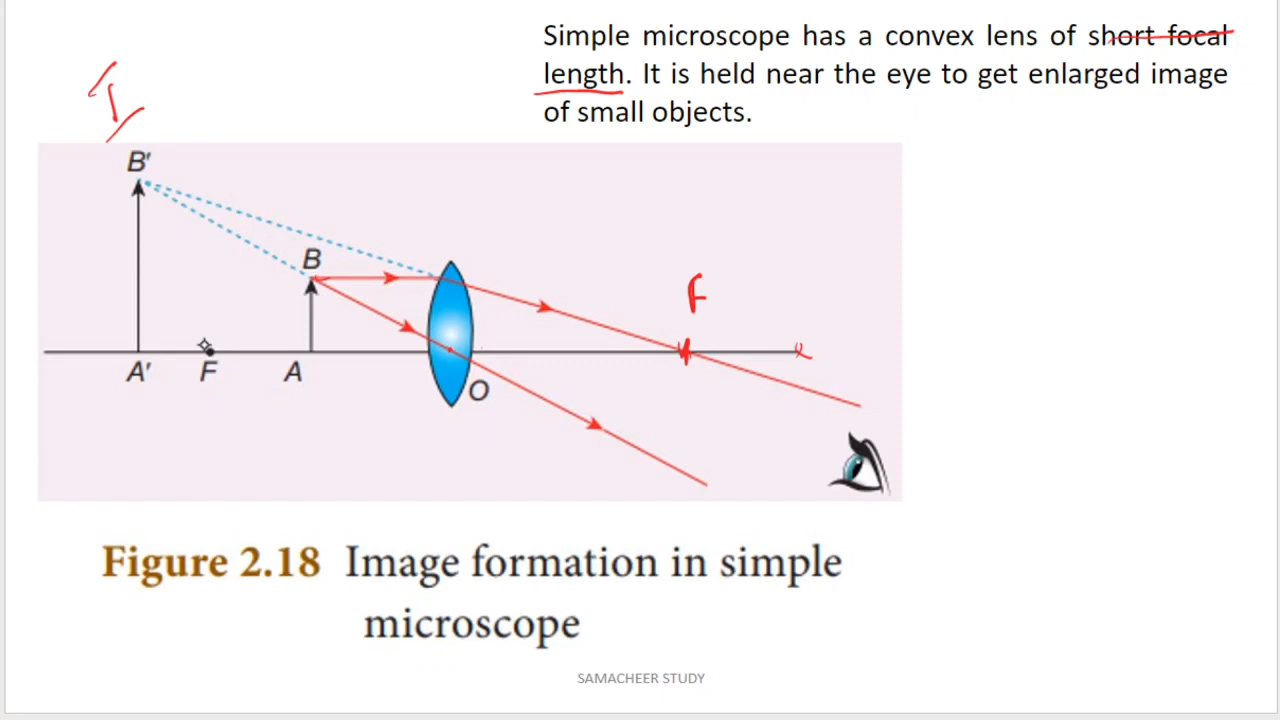 Simple microscope has a convex lens of short focal
length. It is held near the eye to get enlarged image
of small objects.
I
B'
B
F
A'
F
A
O
Figure 2.18 Image formation in simple
microscope
SAMACHEER STUDY